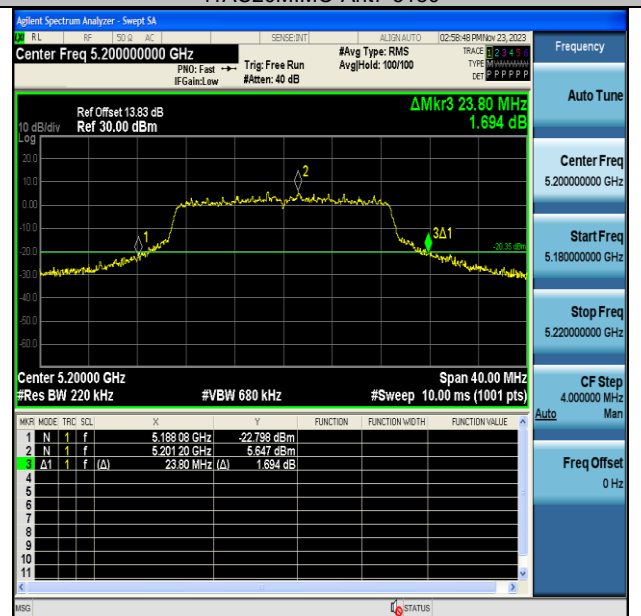 Agilent Spectrum Analyzer - Swept SA
RL RF 50 Ω AC SENSE:INT ALIGN AUTO 02:58:48 PM Nov 23, 2023
Center Freq 5.200000000 GHz
PNO: Fast
IFGain:Low
Trig: Free Run
#Atten: 40 dB
#Avg Type: RMS
Avg|Hold: 100/100
TRACE 1 2 3 4 5 6
TYPE MWWWWW
DET P P P P P P
Frequency
Auto Tune
Center Freq
5.200000000 GHz
Start Freq
5.180000000 GHz
Stop Freq
5.220000000 GHz
CF Step
4.000000 MHz
Auto Man
Freq Offset
0 Hz
Ref Offset 13.83 dB
10 dB/div Ref 30.00 dBm
Log
ΔMkr3 23.80 MHz
1.694 dB
20.0
10.0
0.00
-10.0
-20.0
-30.0
-40.0
-50.0
-60.0
1
2
3Δ1
-20.35 dBm
Center 5.20000 GHz Span 40.00 MHz
#Res BW 220 kHz #VBW 680 kHz #Sweep 10.00 ms (1001 pts)
MKR MODE TRC SCL X Y FUNCTION FUNCTION WIDTH FUNCTION VALUE
1 N 1 f 5.188 08 GHz -22.798 dBm
2 N 1 f 5.201 20 GHz 5.647 dBm
3 Δ1 1 f (Δ) 23.80 MHz (Δ) 1.694 dB
4
5
6
7
8
9
10
11
MSG STATUS